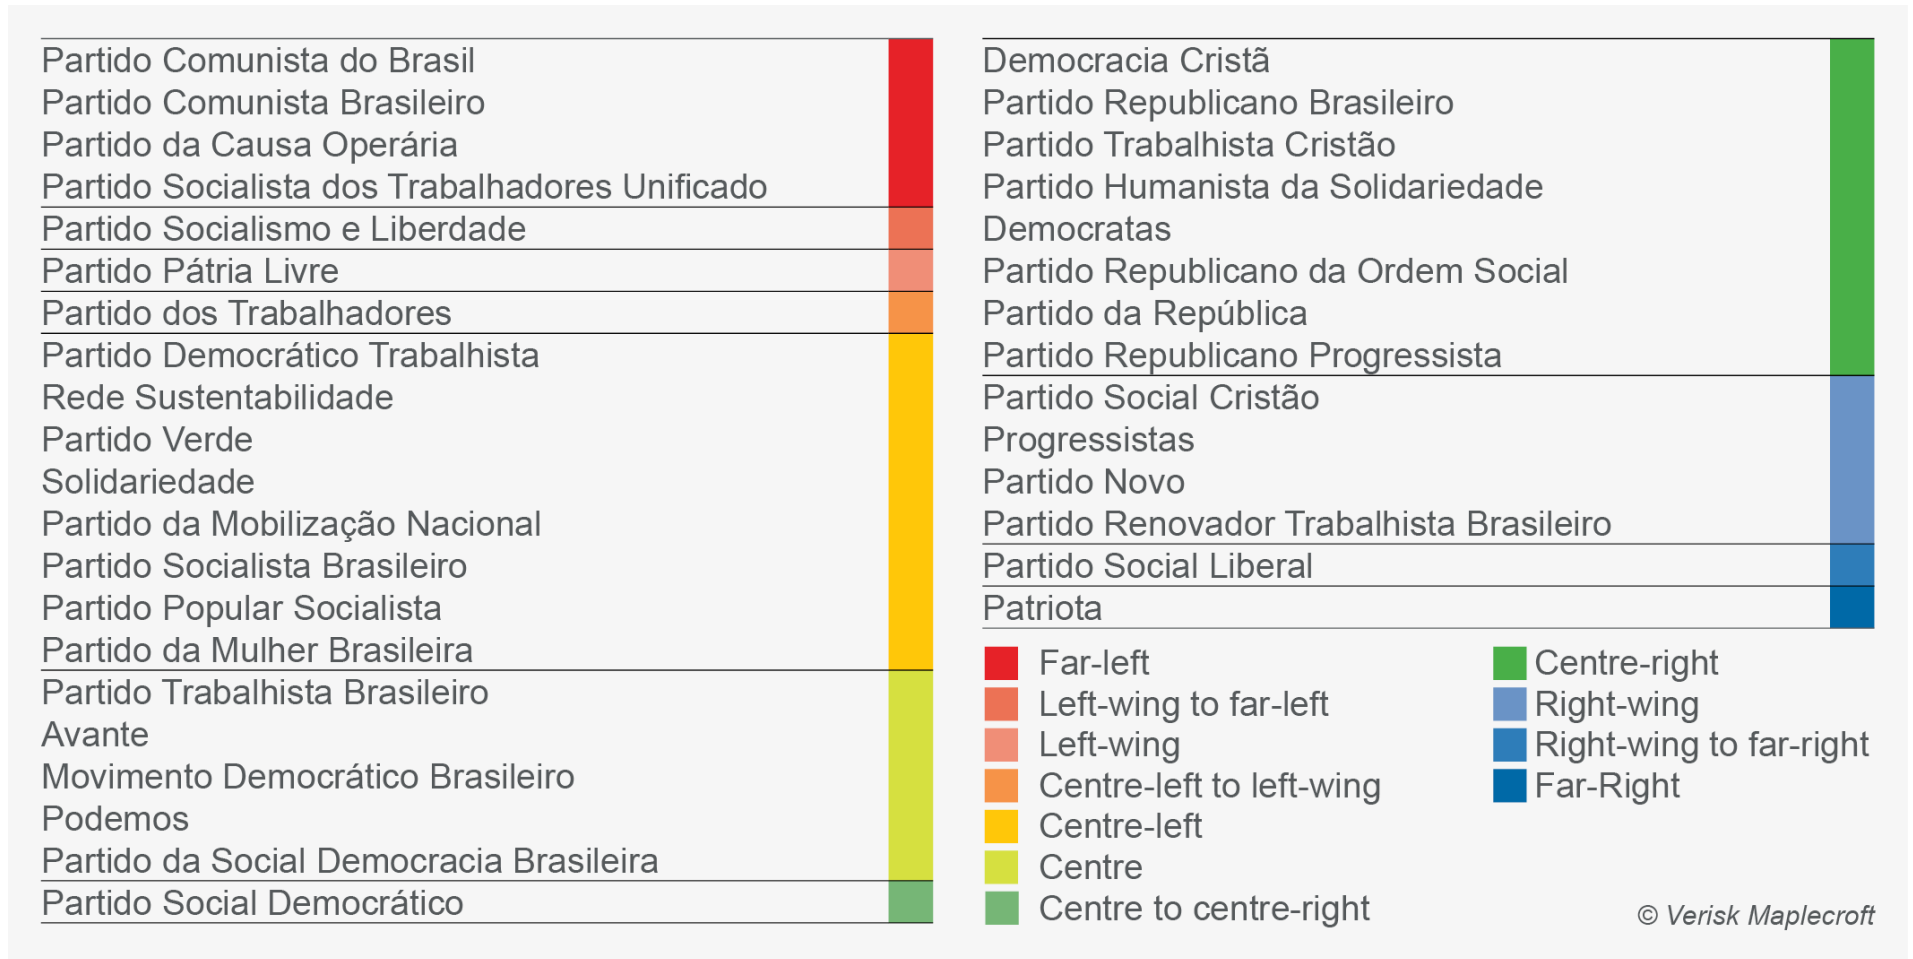 Partido Comunista do Brasil
Partido Comunista Brasileiro
Partido da Causa Operária
Partido Socialista dos Trabalhadores Unificado
Partido Socialismo e Liberdade
Partido Pátria Livre
Partido dos Trabalhadores
Partido Democrático Trabalhista
Rede Sustentabilidade
Partido Verde
Solidariedade
Partido da Mobilização Nacional
Partido Socialista Brasileiro
Partido Popular Socialista
Partido da Mulher Brasileira
Partido Trabalhista Brasileiro
Avante
Movimento Democrático Brasileiro
Podemos
Partido da Social Democracia Brasileira
Partido Social Democrático
Democracia Cristã
Partido Republicano Brasileiro
Partido Trabalhista Cristão
Partido Humanista da Solidariedade
Democratas
Partido Republicano da Ordem Social
Partido da República
Partido Republicano Progressista
Partido Social Cristão
Progressistas
Partido Novo
Partido Renovador Trabalhista Brasileiro
Partido Social Liberal
Patriota
Far-left
Left-wing to far-left
Left-wing
Centre-left to left-wing
Centre-left
Centre
Centre to centre-right
Centre-right
Right-wing
Right-wing to far-right
Far-Right
© Verisk Maplecroft